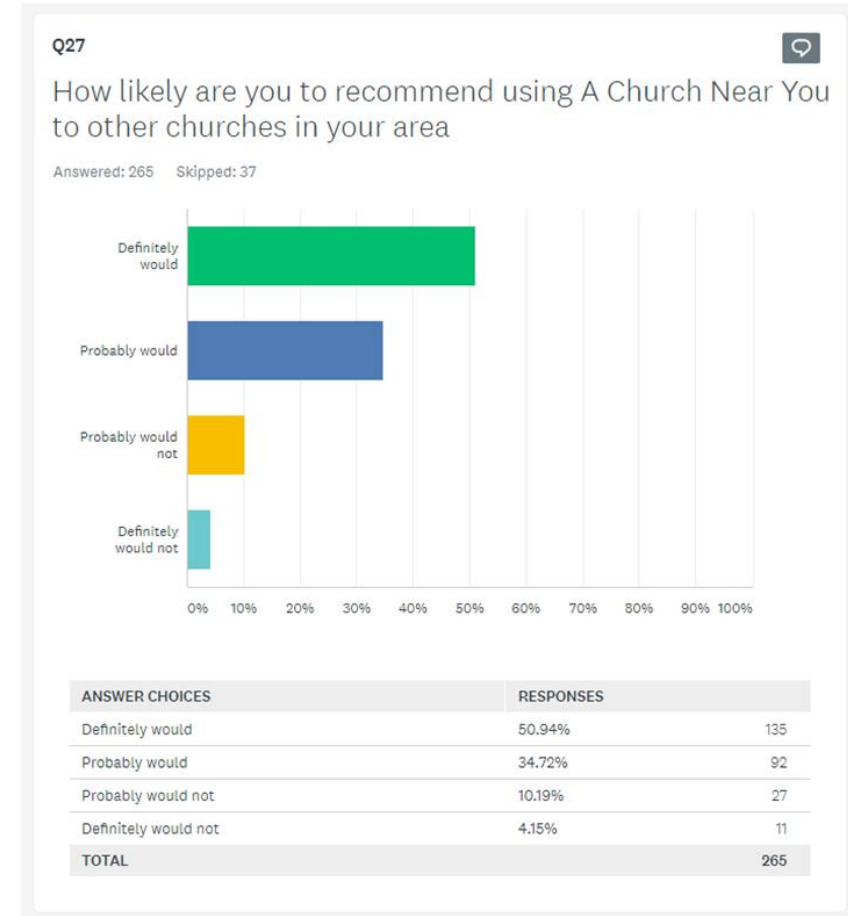 Q27
How likely are you to recommend using A Church Near You
to other churches in your area
Answered: 265 Skipped: 37
Definitely
would
Probably would
Probably would
not
Definitely
would not
0% 10% 20% 30% 40% 50% 60% 70% 80% 90% 100%
ANSWER CHOICES RESPONSES
Definitely would 50.94% 135
Probably would 34.72% 92
Probably would not 10.19% 27
Definitely would not 4.15% 11
TOTAL 265